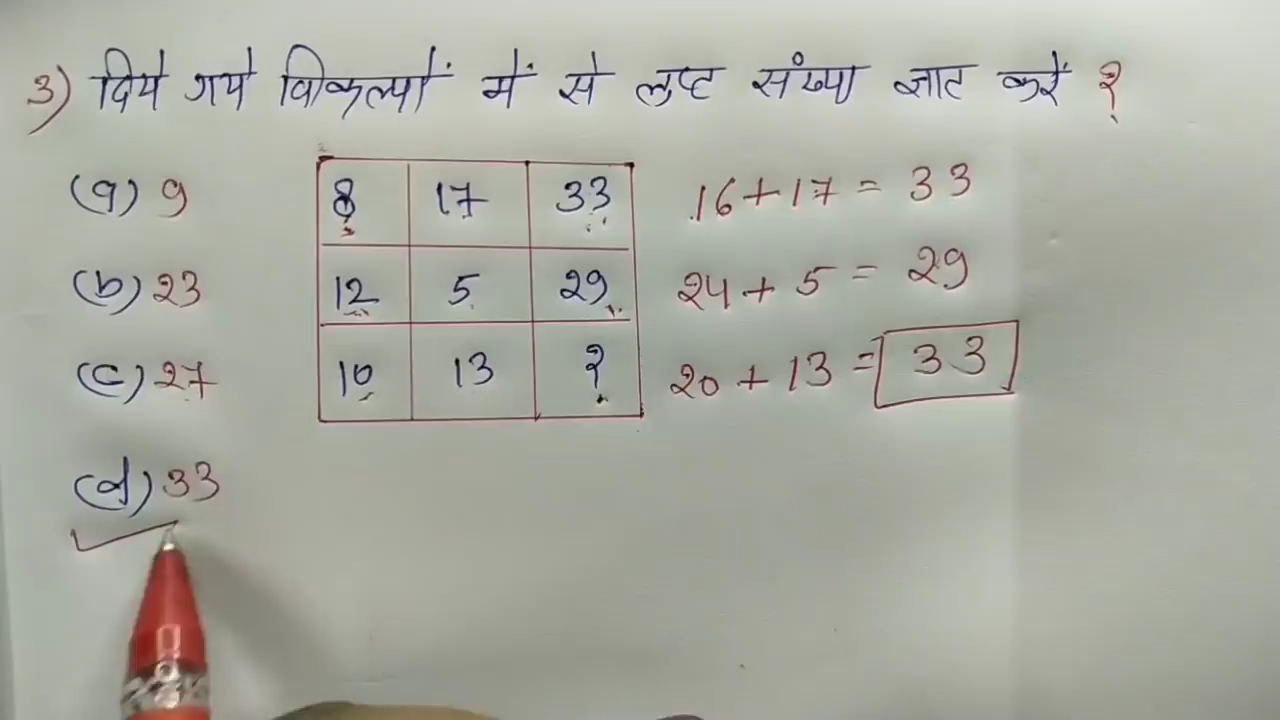 3) दिये गये विकल्पों में से लुप्ट संख्या ज्ञाट करें ?
(a) 9
(b) 23
(c) 27
(d) 33
8 17 33
12 5 29
10 13 ?
16 + 17 = 33
24 + 5 = 29
20 + 13 = 33